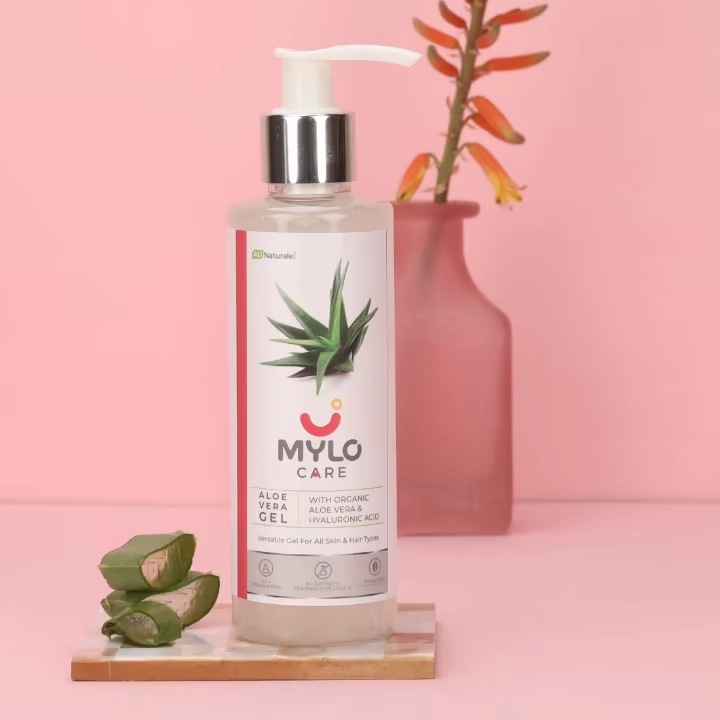 AU Naturale
MYLO
CARE
ALOE
VERA
GEL
WITH ORGANIC
ALOE VERA &
HYALURONIC ACID
Versatile Gel For All Skin & Hair Types